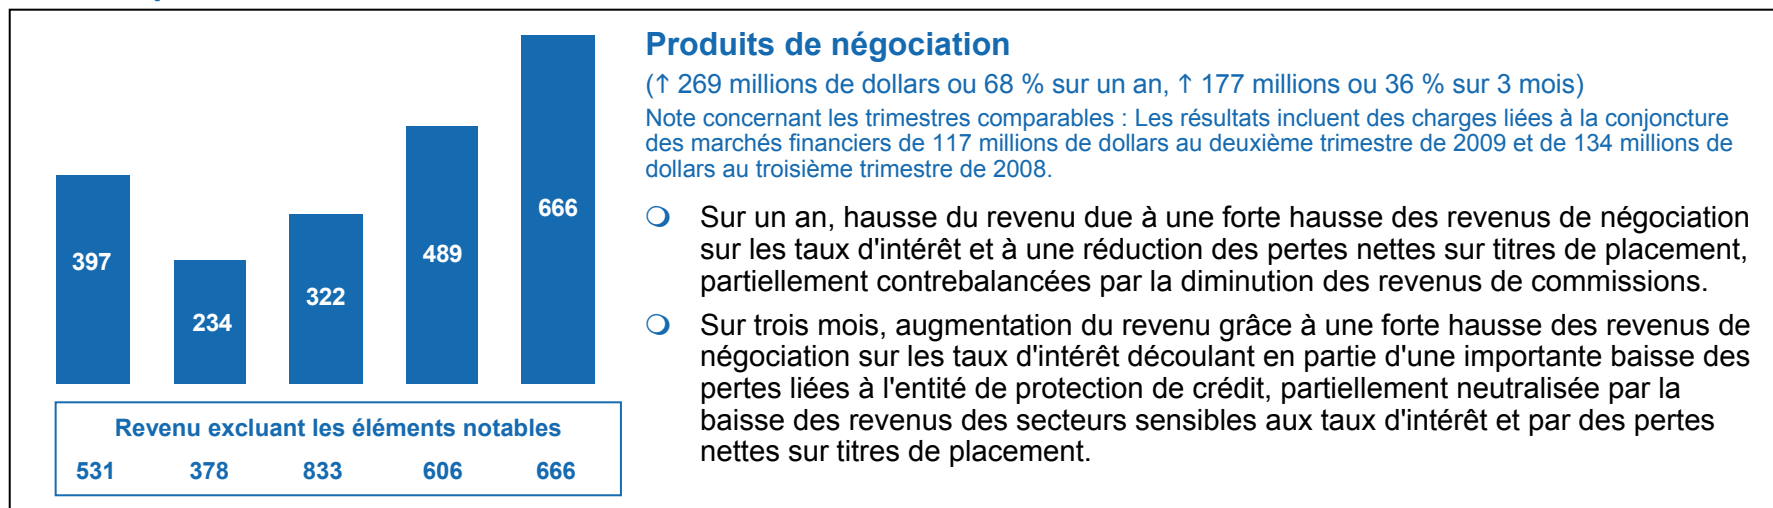 Produits de négociation
(↑ 269 millions de dollars ou 68 % sur un an, ↑ 177 millions ou 36 % sur 3 mois)
Note concernant les trimestres comparables : Les résultats incluent des charges liées à la conjoncture
des marchés financiers de 117 millions de dollars au deuxième trimestre de 2009 et de 134 millions de
dollars au troisième trimestre de 2008.
Sur un an, hausse du revenu due à une forte hausse des revenus de négociation
sur les taux d'intérêt et à une réduction des pertes nettes sur titres de placement,
partiellement contrebalancées par la diminution des revenus de commissions.
Sur trois mois, augmentation du revenu grâce à une forte hausse des revenus de
négociation sur les taux d'intérêt découlant en partie d'une importante baisse des
pertes liées à l'entité de protection de crédit, partiellement neutralisée par la
baisse des revenus des secteurs sensibles aux taux d'intérêt et par des pertes
nettes sur titres de placement.
397 234 322 489 666
Revenu excluant les éléments notables
531 378 833 606 666